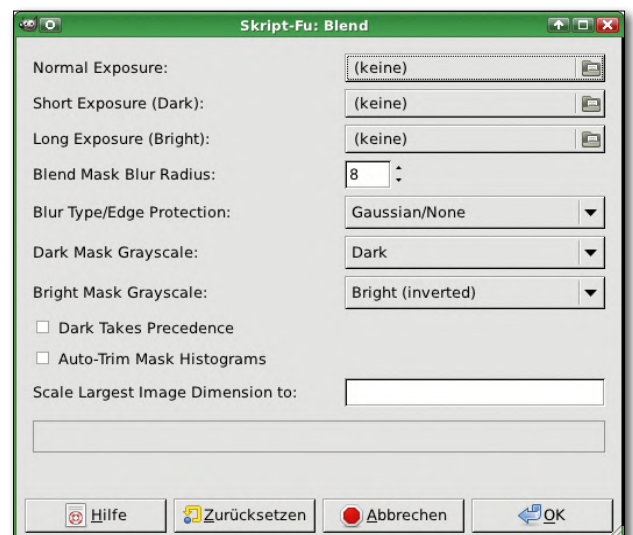 Skript-Fu: Blend
Normal Exposure: (keine)
Short Exposure (Dark): (keine)
Long Exposure (Bright): (keine)
Blend Mask Blur Radius: 8
Blur Type/Edge Protection: Gaussian/None
Dark Mask Grayscale: Dark
Bright Mask Grayscale: Bright (inverted)
Dark Takes Precedence
Auto-Trim Mask Histograms
Scale Largest Image Dimension to:
Hilfe Zurücksetzen Abbrechen OK